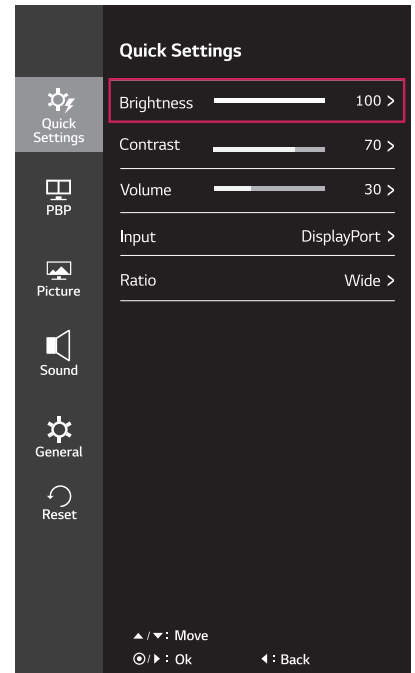 Quick Settings
Quick
Settings
PBP
Picture
Sound
General
Reset
Brightness 100 >
Contrast 70 >
Volume 30 >
Input DisplayPort >
Ratio Wide >
▲/▼: Move
◉/▶: Ok ◀: Back